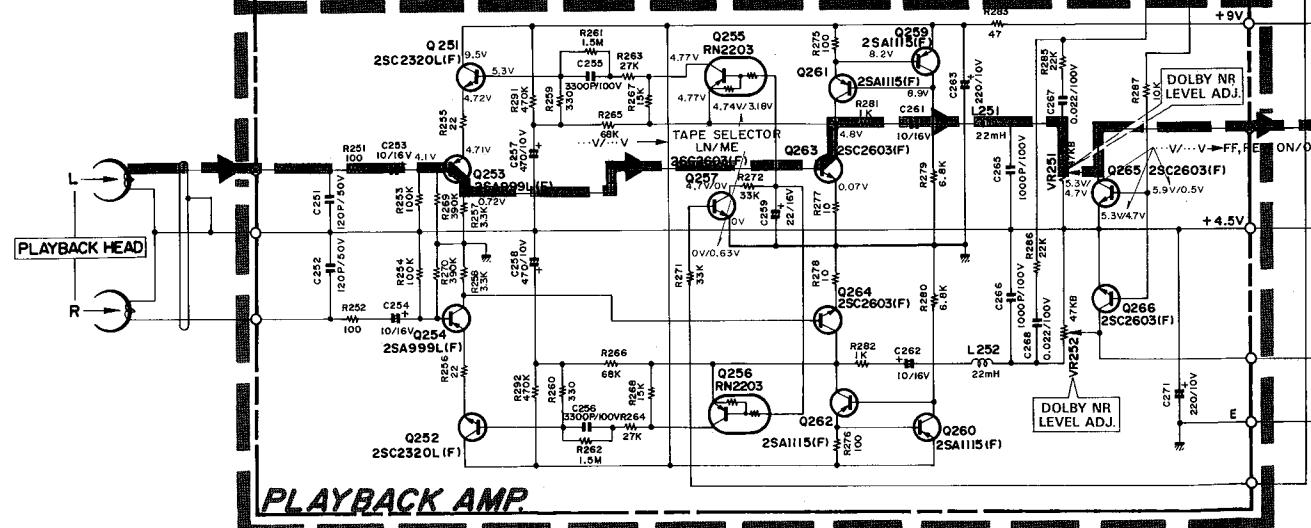 +9V
R283
47
Q251
2SC2320L(F)
9.5V
5.3V
4.72V
R261
1.5M
C255
3300P/100V
R263
27K
R259
330
R291
470K
R267
15K
4.77V
4.77V
Q255
RN2203
4.74V/3.18V
R275
100
Q259
2SA1115(F)
8.2V
Q261
2SA1115(F)
8.9V
C263
220/10V
R285
22K
C267
0.022/100V
R287
10K
DOLBY NR
LEVEL ADJ.
R255
22
R265
68K
C257
470/10V
TAPE SELECTOR
LN/ME
···V/···V
R281
1K
C261
10/16V
4.8V
L251
22mH
L
R251
100
C253
10/16V
4.1V
4.71V
Q253
2SA999L(F)
0.72V
C251
120P/50V
R253
100K
R269
390K
R257
3.3K
2SC2603(F)
Q257
4.7V/0V
0V
0V/0.63V
R272
33K
C259
22/16V
Q263
0.07V
R277
10
R279
6.8K
C265
1000P/100V
VR251
47KB
5.3V/
4.7V
Q265
2SC2603(F)
···V/···V
FF, 
5.9V/0.5V
5.3V/4.7V
+4.5V
PLAYBACK HEAD
C252
120P/50V
R254
100K
R270
390K
R258
3.3K
C258
470/10V
R271
33K
R278
10
R280
6.8K
C266
1000P/100V
R286
22K
C268
0.022/100V
47KB
VR252
R
R252
100
C254
10/16V
Q254
2SA999L(F)
Q264
2SC2603(F)
Q266
2SC2603(F)
R256
22
R266
68K
R282
1K
C262
10/16V
L252
22mH
R292
470K
R260
330
R268
15K
Q256
RN2203
C256
3300P/100V
R264
27K
R262
1.5M
Q252
2SC2320L(F)
Q262
2SA1115(F)
R276
100
Q260
2SA1115(F)
DOLBY NR
LEVEL ADJ.
C271
220/10V
E
PLAYBACK AMP.